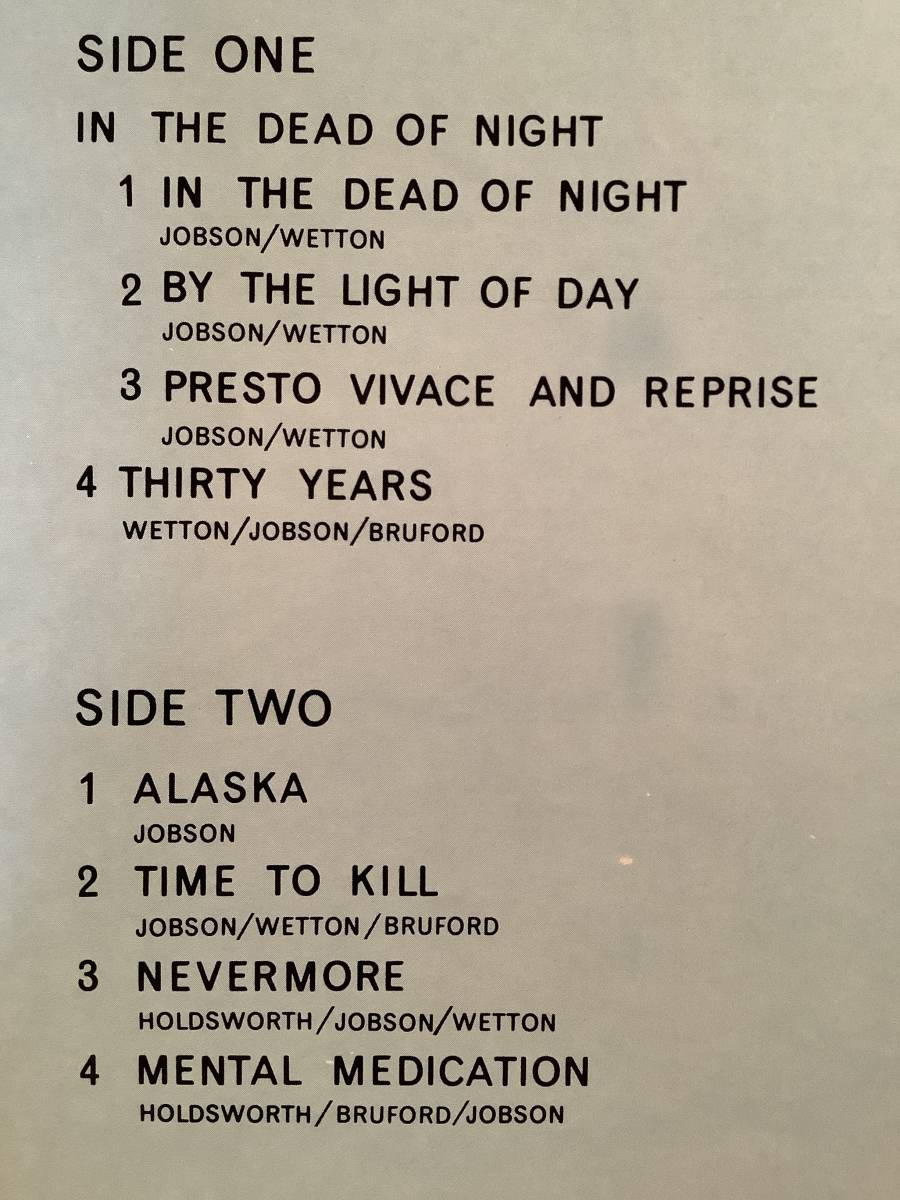 SIDE ONE
IN THE DEAD OF NIGHT
1 IN THE DEAD OF NIGHT
JOBSON/WETTON
2 BY THE LIGHT OF DAY
JOBSON/WETTON
3 PRESTO VIVACE AND REPRISE
JOBSON/WETTON
4 THIRTY YEARS
WETTON/JOBSON/BRUFORD
SIDE TWO
1 ALASKA
JOBSON
2 TIME TO KILL
JOBSON/WETTON/BRUFORD
3 NEVERMORE
HOLDSWORTH/JOBSON/WETTON
4 MENTAL MEDICATION
HOLDSWORTH/BRUFORD/JOBSON